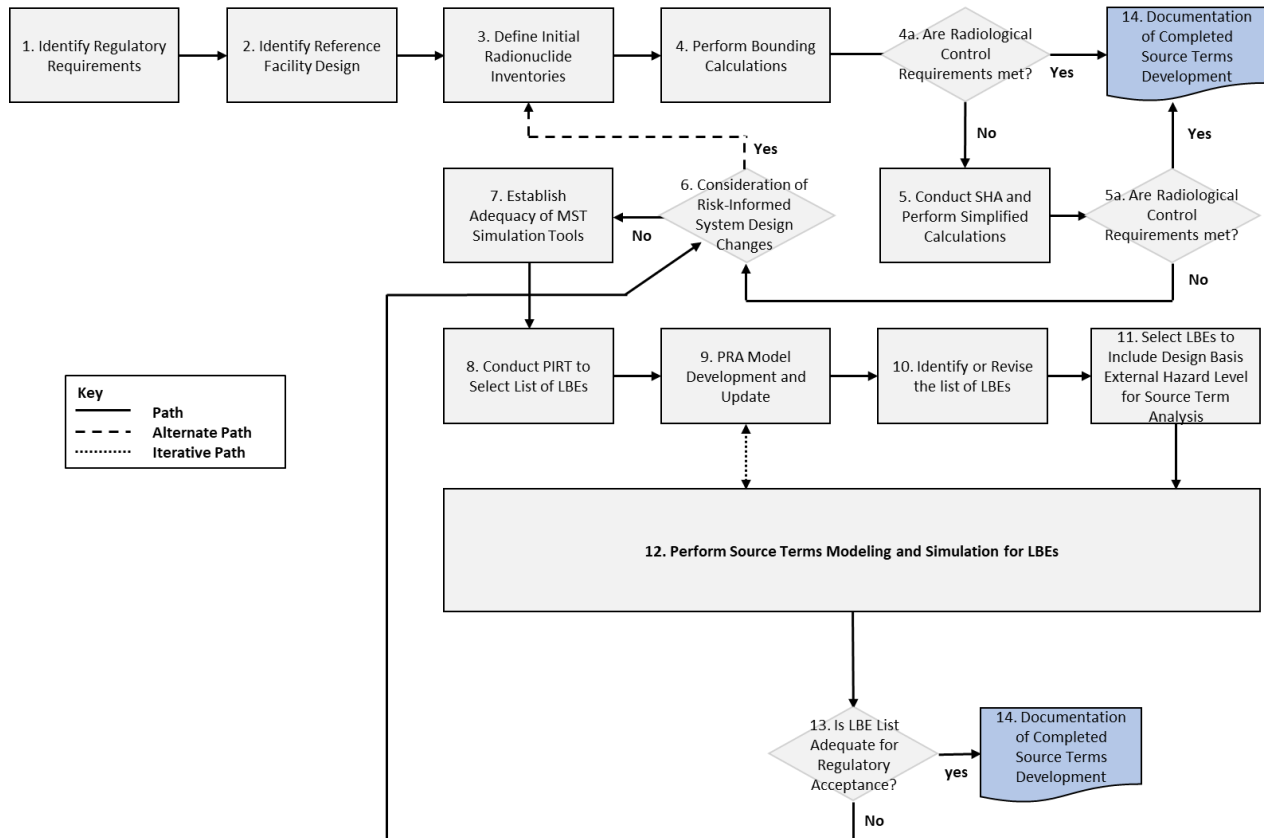 1. Identify Regulatory
Requirements
2. Identify Reference
Facility Design
3. Define Initial
Radionuclide
Inventories
4. Perform Bounding
Calculations
4a. Are Radiological
Control
Requirements met?
Yes
14. Documentation
of Completed
Source Terms
Development
No
Yes
Yes
7. Establish
Adequacy of MST
Simulation Tools
No
6. Consideration of
Risk-Informed
System Design
Changes
5. Conduct SHA and
Perform Simplified
Calculations
5a. Are Radiological
Control
Requirements met?
No
8. Conduct PIRT to
Select List of LBEs
9. PRA Model
Development and
Update
10. Identify or Revise
the list of LBEs
11. Select LBEs to
Include Design Basis
External Hazard Level
for Source Term
Analysis
Key
Path
Alternate Path
Iterative Path
12. Perform Source Terms Modeling and Simulation for LBEs
13. Is LBE List
Adequate for
Regulatory
Acceptance?
yes
14. Documentation
of Completed
Source Terms
Development
No